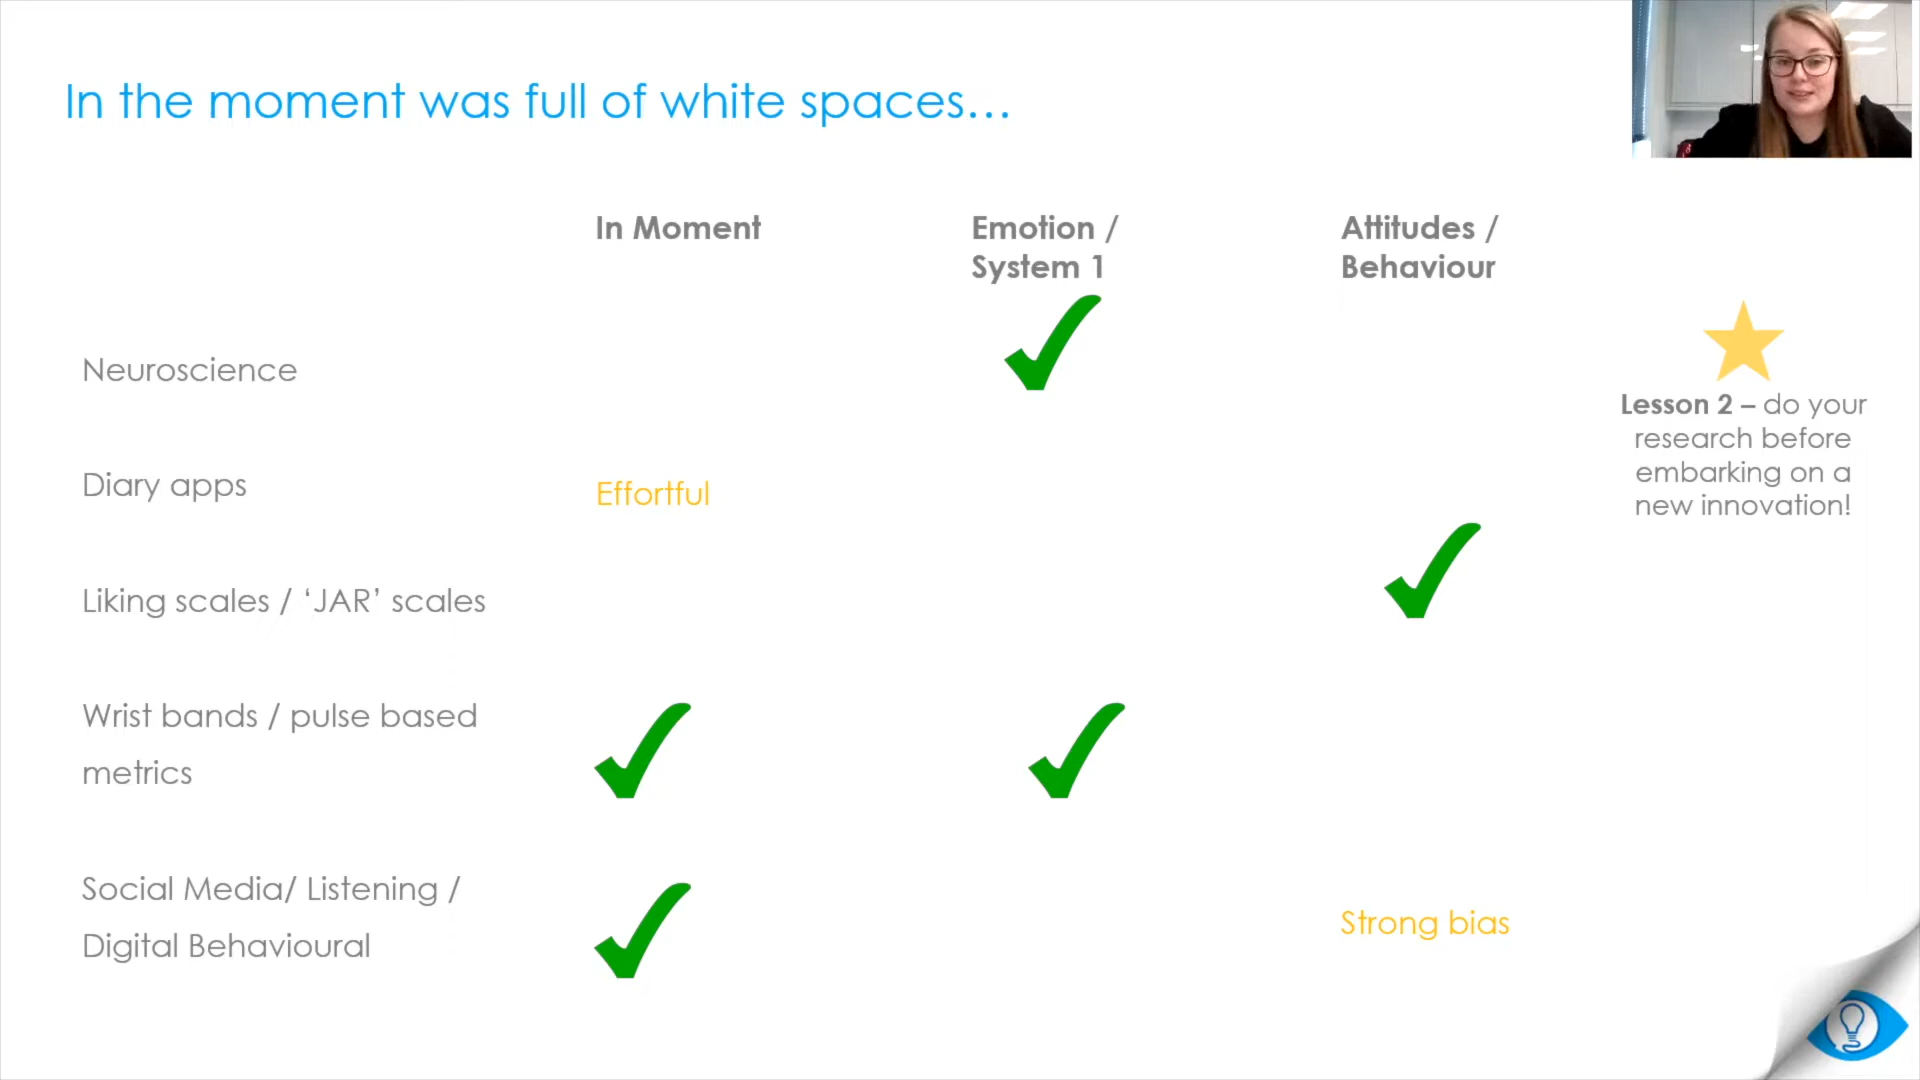 In the moment was full of white spaces…
In Moment
Emotion /
System 1
Attitudes /
Behaviour
Neuroscience
Diary apps
Effortful
Liking scales / ‘JAR’ scales
Wrist bands / pulse based
metrics
Social Media/ Listening /
Digital Behavioural
Strong bias
Lesson 2 – do your
research before
embarking on a
new innovation!